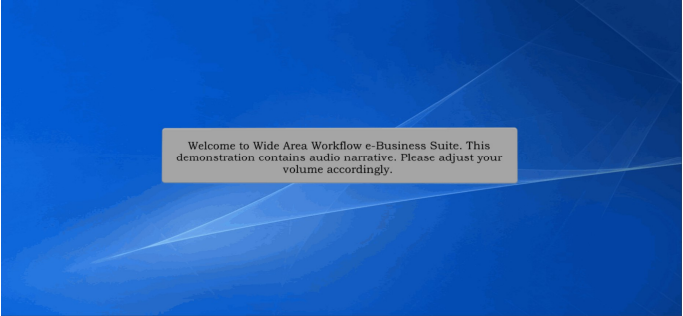 Welcome to Wide Area Workflow e-Business Suite. This
demonstration contains audio narrative. Please adjust your
volume accordingly.